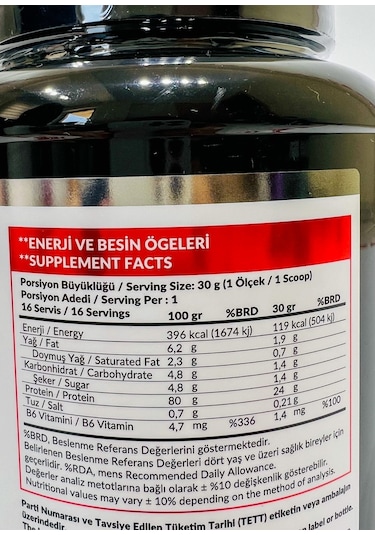 **ENERJİ VE BESİN ÖGELERİ
**SUPPLEMENT FACTS
Porsiyon Büyüklüğü / Serving Size: 30 g (1 Ölçek / 1 Scoop)
Porsiyon Adedi / Serving Per : 1
16 Servis / 16 Servings 100 gr %BRD 30 gr %BRD
Enerji / Energy 396 kcal (1674 kj) 119 kcal (504 kj)
Yağ / Fat 6,2 g 1,9 g
Doymuş Yağ / Saturated Fat 2,3 g 0,7 g
Karbonhidrat / Carbohydrate 4,8 g 1,4 g
Şeker / Sugar 4,8 g 1,4 g
Protein / Protein 80 g 24 g
Tuz / Salt 0,7 g 0,21 g
B6 Vitamini / B6 Vitamin 4,7 mg %336 1,4 mg %100
%BRD, Beslenme Referans Değerlerini göstermektedir.
Belirlenen Beslenme Referans Değerleri dört yaş ve üzeri sağlık bireyler için
geçerlidir. %RDA, mens Recommended Daily Allowance.
Değerler analiz metotlarına bağlı olarak ± %10 değişkenlik gösterebilir.
Nutritional values may vary ± 10% depending on the method of analysis.
Parti Numarası ve Tavsiye Edilen Tüketim Tarihi (TETT) etiketin veya ambalajın
üzerindedir.
label or bottle.